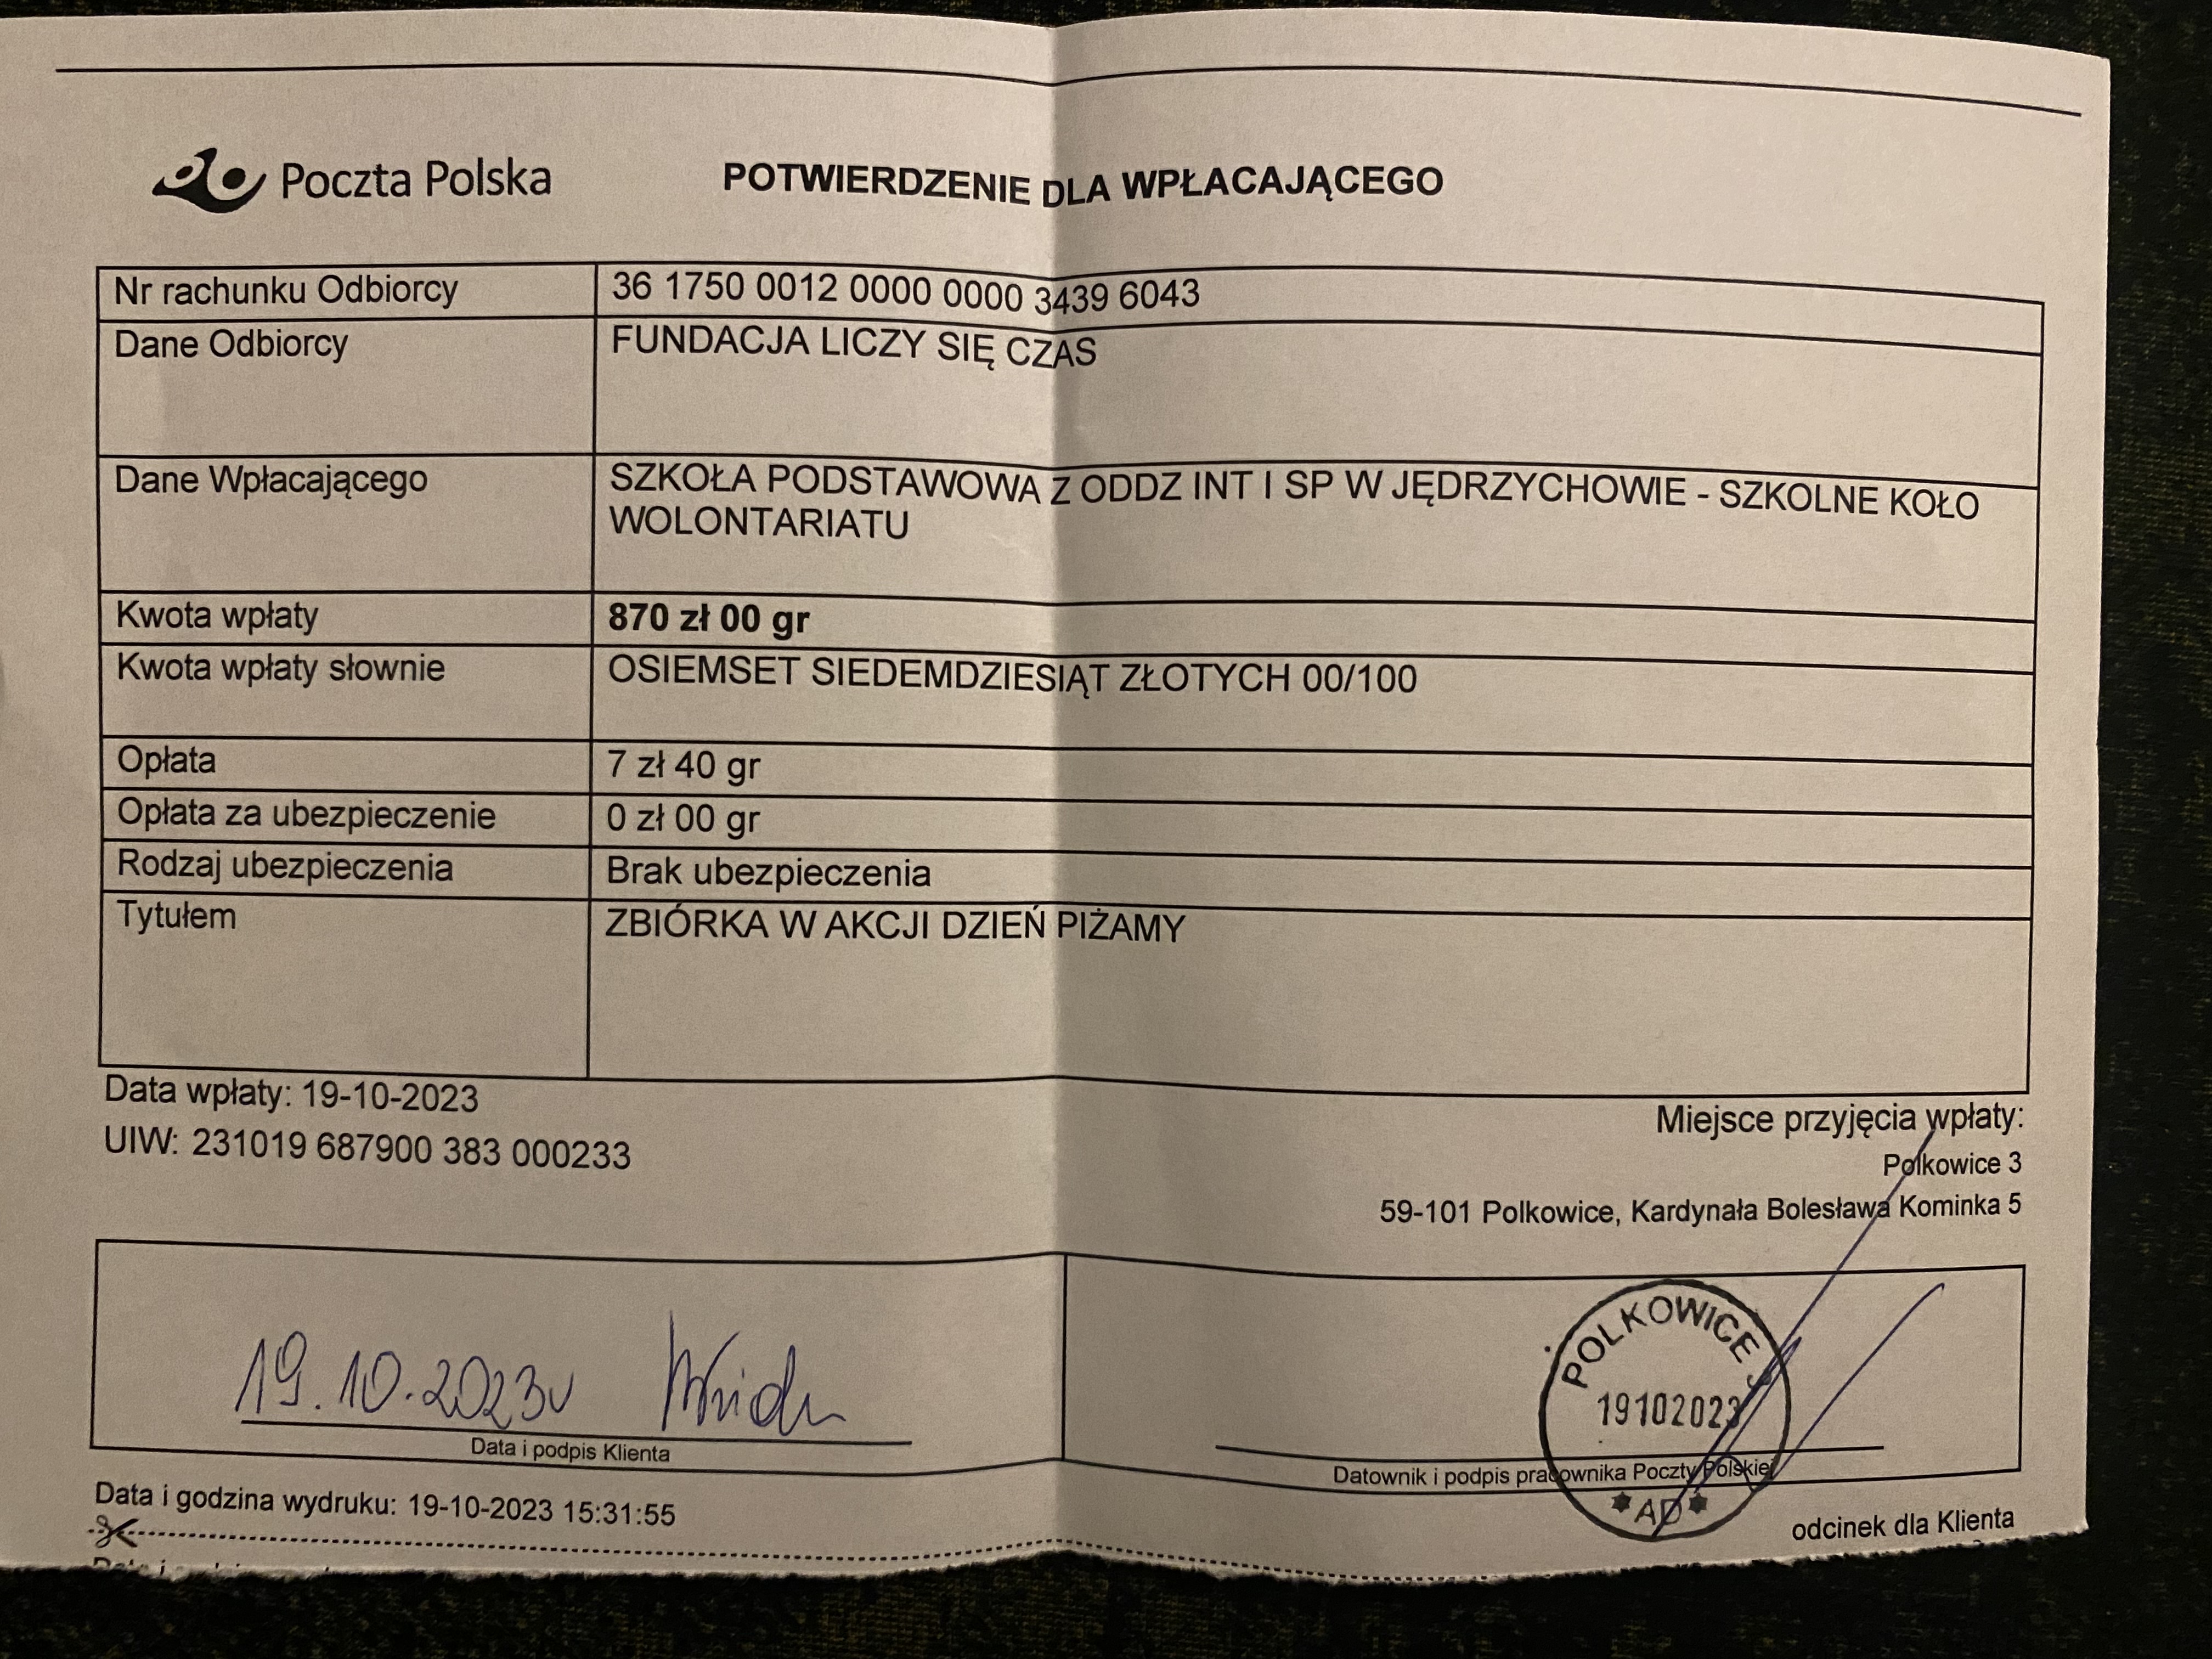 Poczta Polska
POTWIERDZENIE DLA WPŁACAJĄCEGO
Nr rachunku Odbiorcy 36 1750 0012 0000 0000 3439 6043
Dane Odbiorcy FUNDACJA LICZY SIĘ CZAS
Dane Wpłacającego SZKOŁA PODSTAWOWA Z ODDZ INT I SP W JĘDRZYCHOWIE - SZKOLNE KOŁO
WOLONTARIATU
Kwota wpłaty 870 zł 00 gr
Kwota wpłaty słownie OSIEMSET SIEDEMDZIESIĄT ZŁOTYCH 00/100
Opłata 7 zł 40 gr
Opłata za ubezpieczenie 0 zł 00 gr
Rodzaj ubezpieczenia Brak ubezpieczenia
Tytułem ZBIÓRKA W AKCJI DZIEŃ PIŻAMY
Data wpłaty: 19-10-2023
UIW: 231019 687900 383 000233
Miejsce przyjęcia wpłaty:
Polkowice 3
59-101 Polkowice, Kardynała Bolesława Kominka 5
19.10.2023
Data i podpis Klienta
POLKOWICE
19102023
Datownik i podpis pracownika Poczty Polskiej
AD
Data i godzina wydruku: 19-10-2023 15:31:55
odcinek dla Klienta